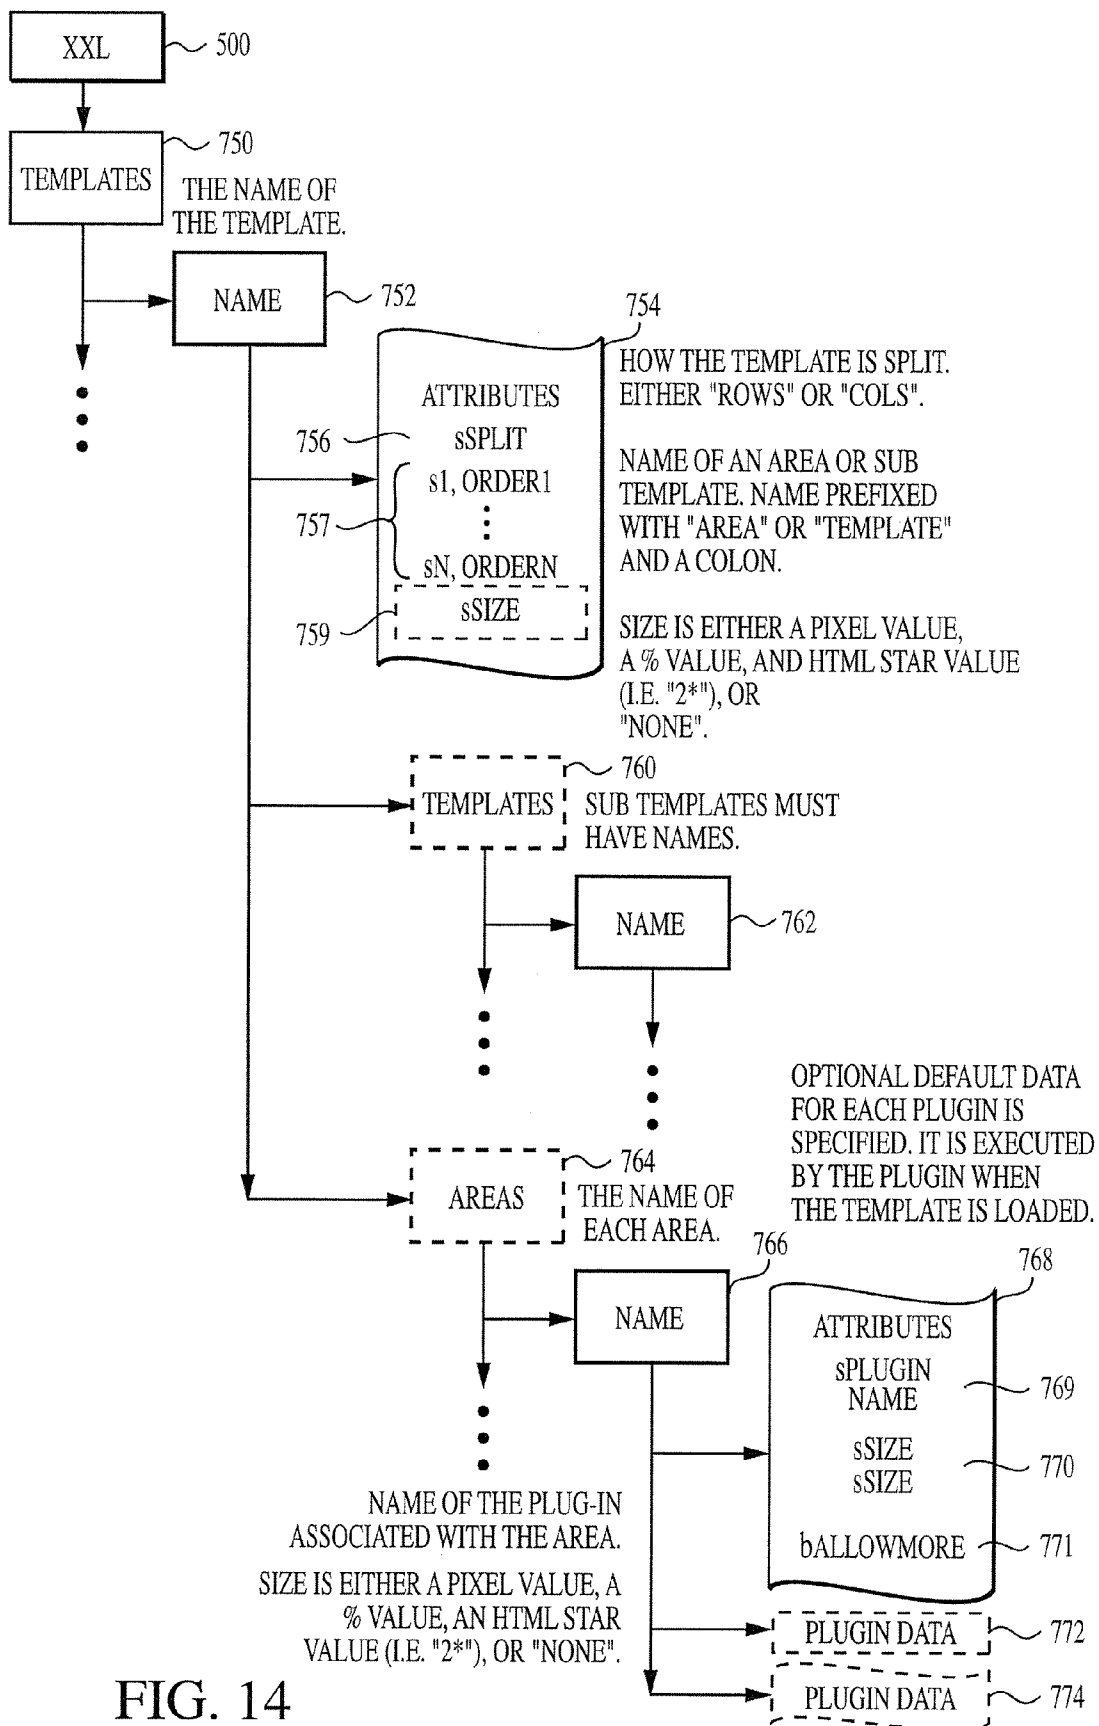 XXL
500
750
TEMPLATES
THE NAME OF
THE TEMPLATE.
NAME
752
754
HOW THE TEMPLATE IS SPLIT.
EITHER "ROWS" OR "COLS".
ATTRIBUTES
756
sSPLIT
s1, ORDER1
757
sN, ORDERN
NAME OF AN AREA OR SUB
TEMPLATE. NAME PREFIXED
WITH "AREA" OR "TEMPLATE"
AND A COLON.
sSIZE
759
SIZE IS EITHER A PIXEL VALUE,
A % VALUE, AND HTML STAR VALUE
(I.E. "2*"), OR
"NONE".
760
TEMPLATES
SUB TEMPLATES MUST
HAVE NAMES.
NAME
762
OPTIONAL DEFAULT DATA
FOR EACH PLUGIN IS
SPECIFIED. IT IS EXECUTED
BY THE PLUGIN WHEN
THE TEMPLATE IS LOADED.
764
AREAS
THE NAME OF
EACH AREA.
766
NAME
768
ATTRIBUTES
sPLUGIN
NAME
769
sSIZE
sSIZE
770
bALLOWMORE
771
NAME OF THE PLUG-IN
ASSOCIATED WITH THE AREA.
SIZE IS EITHER A PIXEL VALUE, A
% VALUE, AN HTML STAR
VALUE (I.E. "2*"), OR "NONE".
PLUGIN DATA
772
PLUGIN DATA
774
FIG. 14